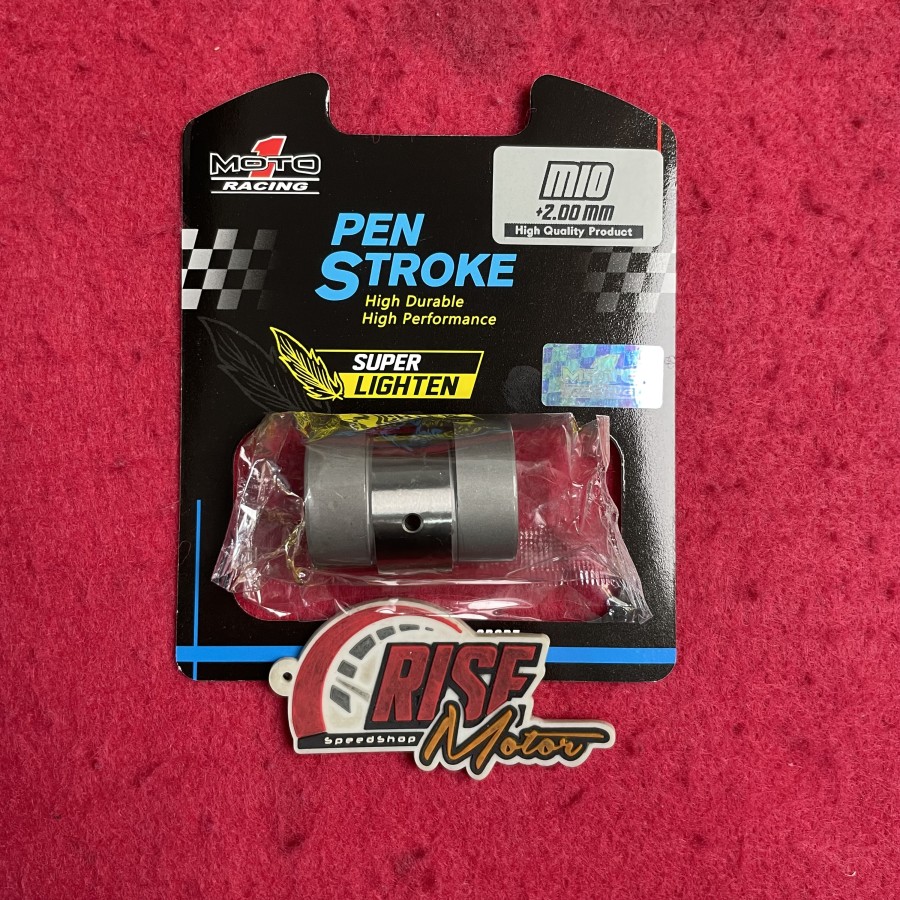 MOTO 1
RACING
MIO
+2.00 MM
High Quality Product
PEN
STROKE
High Durable
High Performance
SUPER
LIGHTEN
RISE
SpeedShop
Motor